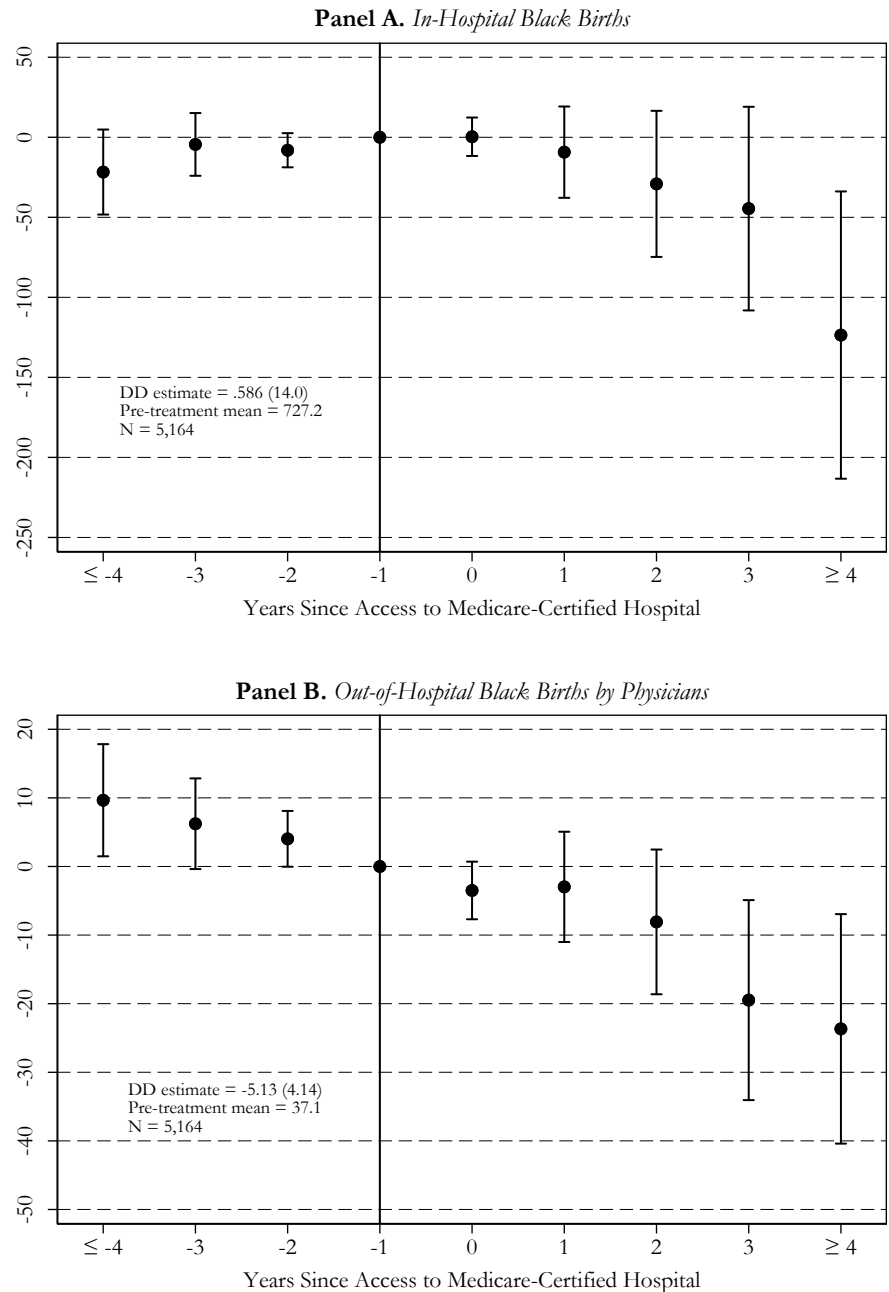 Panel A. In-Hospital Black Births
50
0
-50
-100
-150
-200
-250
DD estimate = .586 (14.0)
Pre-treatment mean = 727.2
N = 5,164
≤ -4 -3 -2 -1 0 1 2 3 ≥ 4
Years Since Access to Medicare-Certified Hospital
Panel B. Out-of-Hospital Black Births by Physicians
20
10
0
-10
-20
-30
-40
-50
DD estimate = -5.13 (4.14)
Pre-treatment mean = 37.1
N = 5,164
≤ -4 -3 -2 -1 0 1 2 3 ≥ 4
Years Since Access to Medicare-Certified Hospital